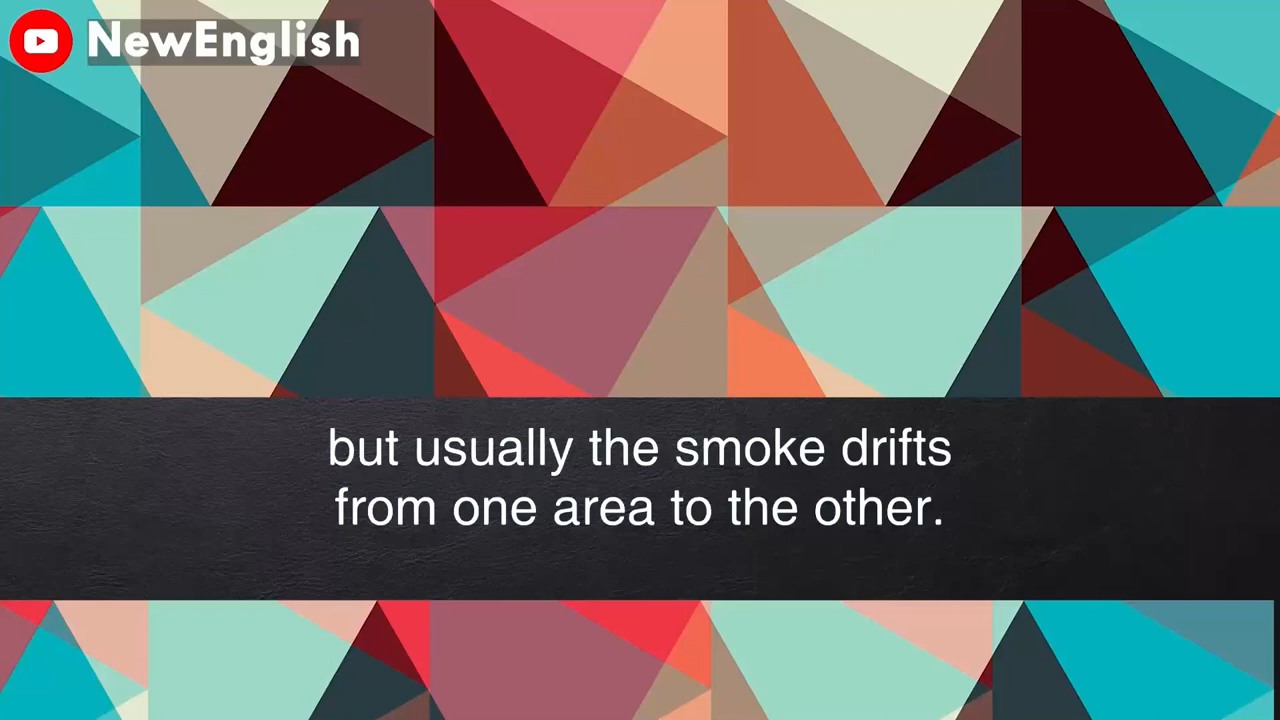 NewEnglish
but usually the smoke drifts
from one area to the other.